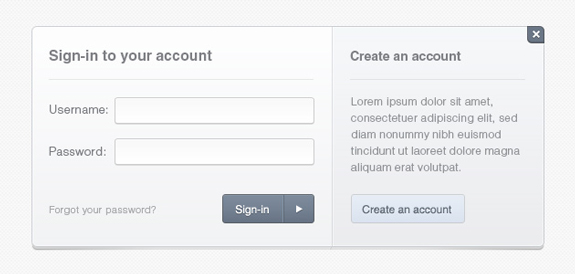 Sign-in to your account
Username:
Password:
Forgot your password?
Sign-in
Create an account
Lorem ipsum dolor sit amet,
consectetuer adipiscing elit, sed
diam nonummy nibh euismod
tincidunt ut laoreet dolore magna
aliquam erat volutpat.
Create an account